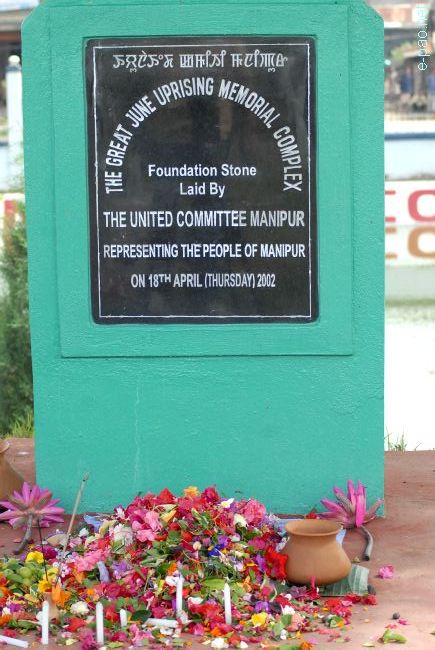 THE GREAT JUNE UPRISING MEMORIAL COMPLEX
Foundation Stone
Laid By
THE UNITED COMMITTEE MANIPUR
REPRESENTING THE PEOPLE OF MANIPUR
ON 18TH APRIL (THURSDAY) 2002
e-pao.net